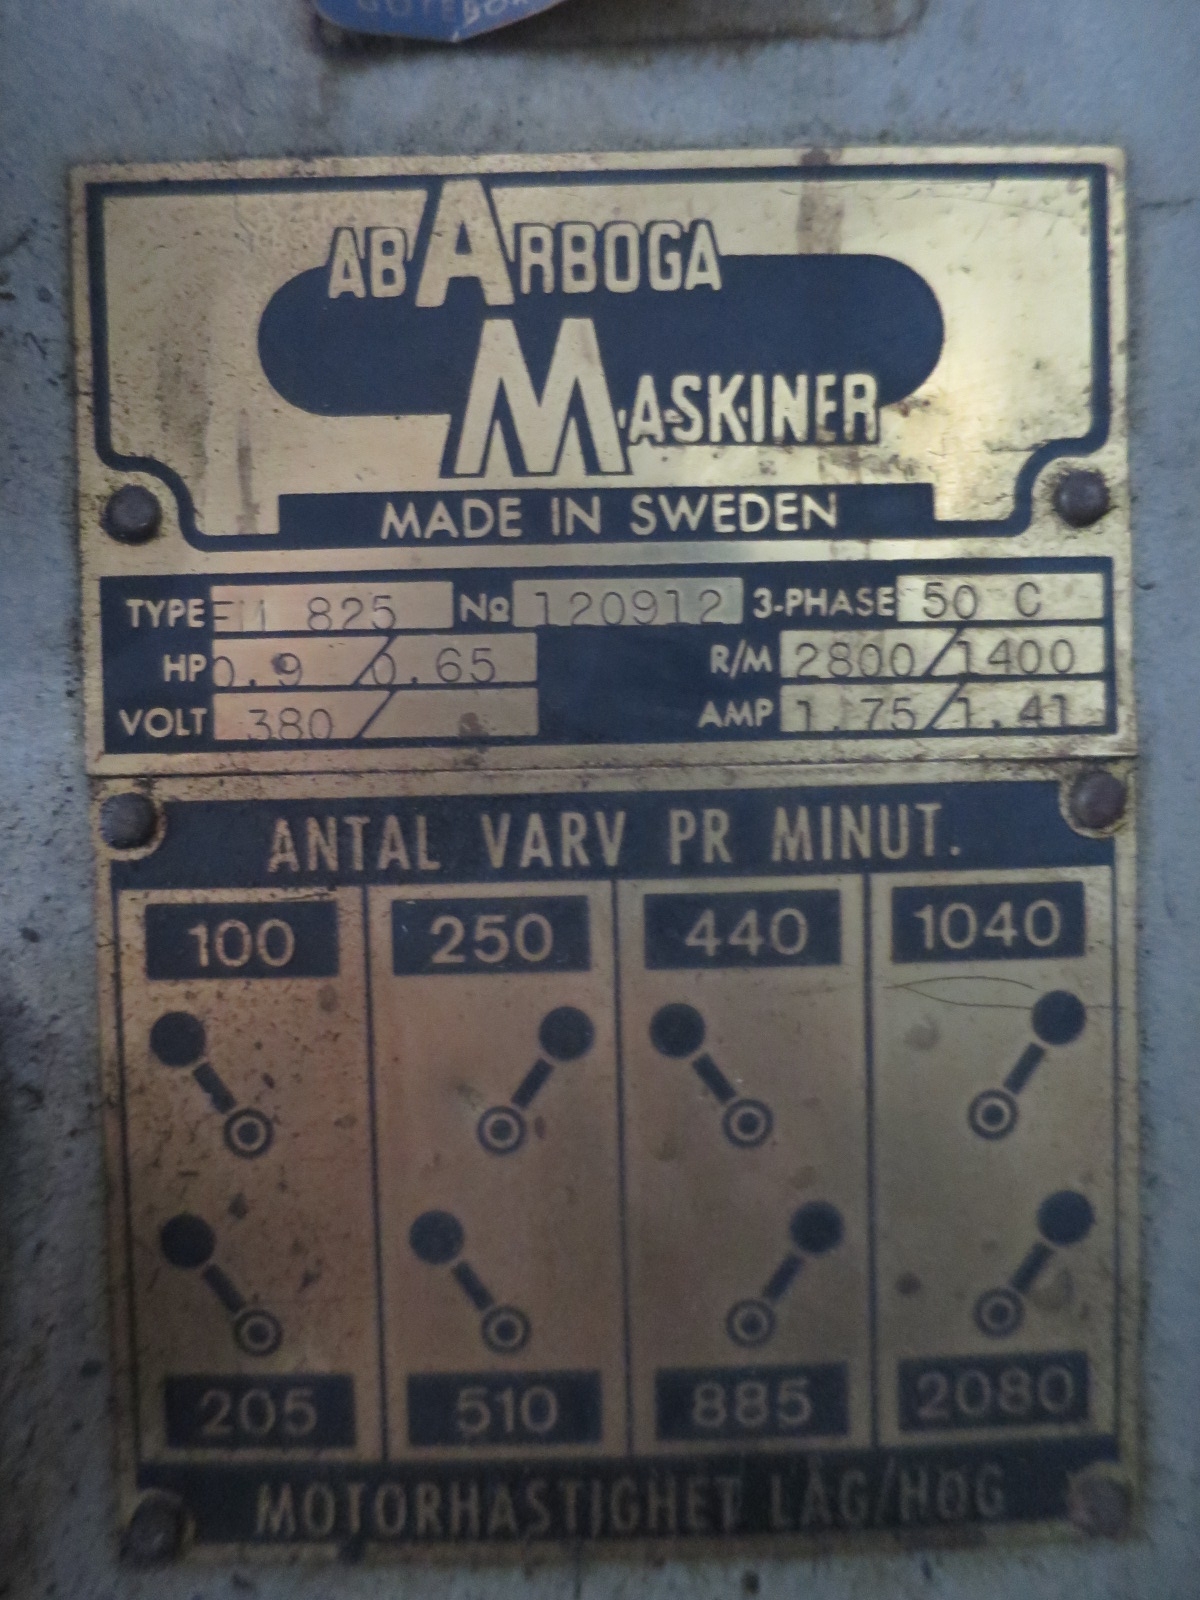 GÖTEBOR
AB ARBOGA
MASKINER
MADE IN SWEDEN
TYPE EM 825 No 120912 3-PHASE 50 C
HP 0.9 /0.65 R/M 2800/1400
VOLT 380/ AMP 1.75/1.41
ANTAL VARV PR MINUT.
100 250 440 1040
205 510 885 2080
MOTORHASTIGHET LÅG/HÖG